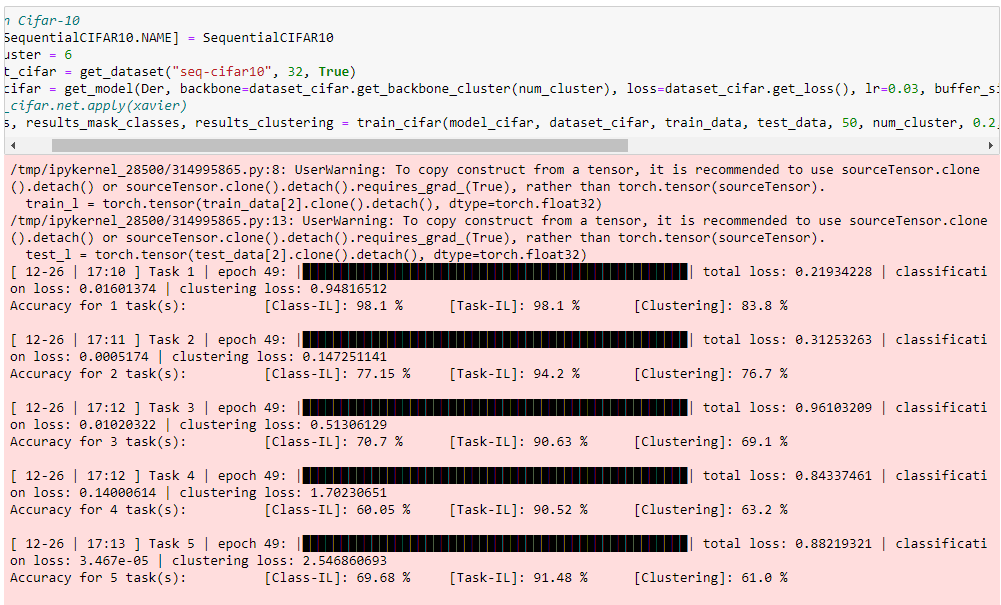 n Cifar-10
SequentialCIFAR10.NAME] = SequentialCIFAR10
uster = 6
t_cifar = get_dataset("seq-cifar10", 32, True)
cifar = get_model(Der, backbone=dataset_cifar.get_backbone_cluster(num_cluster), loss=dataset_cifar.get_loss(), lr=0.03, buffer_si
_cifar.net.apply(xavier)
s, results_mask_classes, results_clustering = train_cifar(model_cifar, dataset_cifar, train_data, test_data, 50, num_cluster, 0.2,
/tmp/ipykernel_28500/314995865.py:8: UserWarning: To copy construct from a tensor, it is recommended to use sourceTensor.clone
().detach() or sourceTensor.clone().detach().requires_grad_(True), rather than torch.tensor(sourceTensor).
train_l = torch.tensor(train_data[2].clone().detach(), dtype=torch.float32)
/tmp/ipykernel_28500/314995865.py:13: UserWarning: To copy construct from a tensor, it is recommended to use sourceTensor.clone
().detach() or sourceTensor.clone().detach().requires_grad_(True), rather than torch.tensor(sourceTensor).
test_l = torch.tensor(test_data[2].clone().detach(), dtype=torch.float32)
[ 12-26 | 17:10 ] Task 1 | epoch 49: | | total loss: 0.21934228 | classificati
on loss: 0.01601374 | clustering loss: 0.94816512
Accuracy for 1 task(s): [Class-IL]: 98.1 % [Task-IL]: 98.1 % [Clustering]: 83.8 %
[ 12-26 | 17:11 ] Task 2 | epoch 49: | | total loss: 0.31253263 | classificati
on loss: 0.0005174 | clustering loss: 0.147251141
Accuracy for 2 task(s): [Class-IL]: 77.15 % [Task-IL]: 94.2 % [Clustering]: 76.7 %
[ 12-26 | 17:12 ] Task 3 | epoch 49: | | total loss: 0.96103209 | classificati
on loss: 0.01020322 | clustering loss: 0.51306129
Accuracy for 3 task(s): [Class-IL]: 70.7 % [Task-IL]: 90.63 % [Clustering]: 69.1 %
[ 12-26 | 17:12 ] Task 4 | epoch 49: | | total loss: 0.84337461 | classificati
on loss: 0.14000614 | clustering loss: 1.70230651
Accuracy for 4 task(s): [Class-IL]: 60.05 % [Task-IL]: 90.52 % [Clustering]: 63.2 %
[ 12-26 | 17:13 ] Task 5 | epoch 49: | | total loss: 0.88219321 | classificati
on loss: 3.467e-05 | clustering loss: 2.546860693
Accuracy for 5 task(s): [Class-IL]: 69.68 % [Task-IL]: 91.48 % [Clustering]: 61.0 %